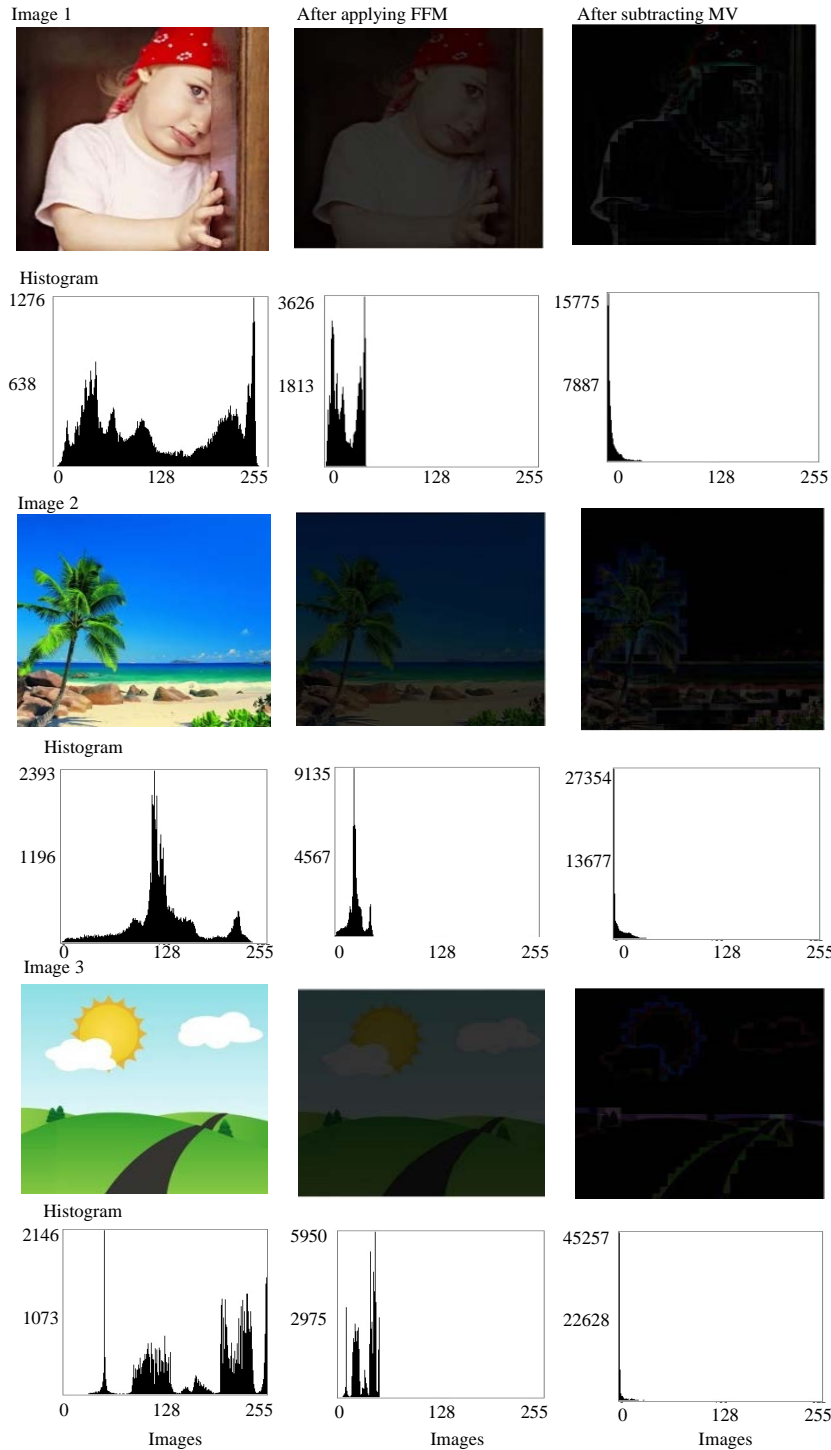 Image 1 After applying FFM After subtracting MV
Histogram
1276 3626 15775
638 1813 7887
0 128 255 0 128 255 0 128 255
Image 2
Histogram
2393 9135 27354
1196 4567 13677
0 128 255 0 128 255 0 128 255
Image 3
Histogram
2146 5950 45257
1073 2975 22628
0 128 255 0 128 255 0 128 255
Images Images Images